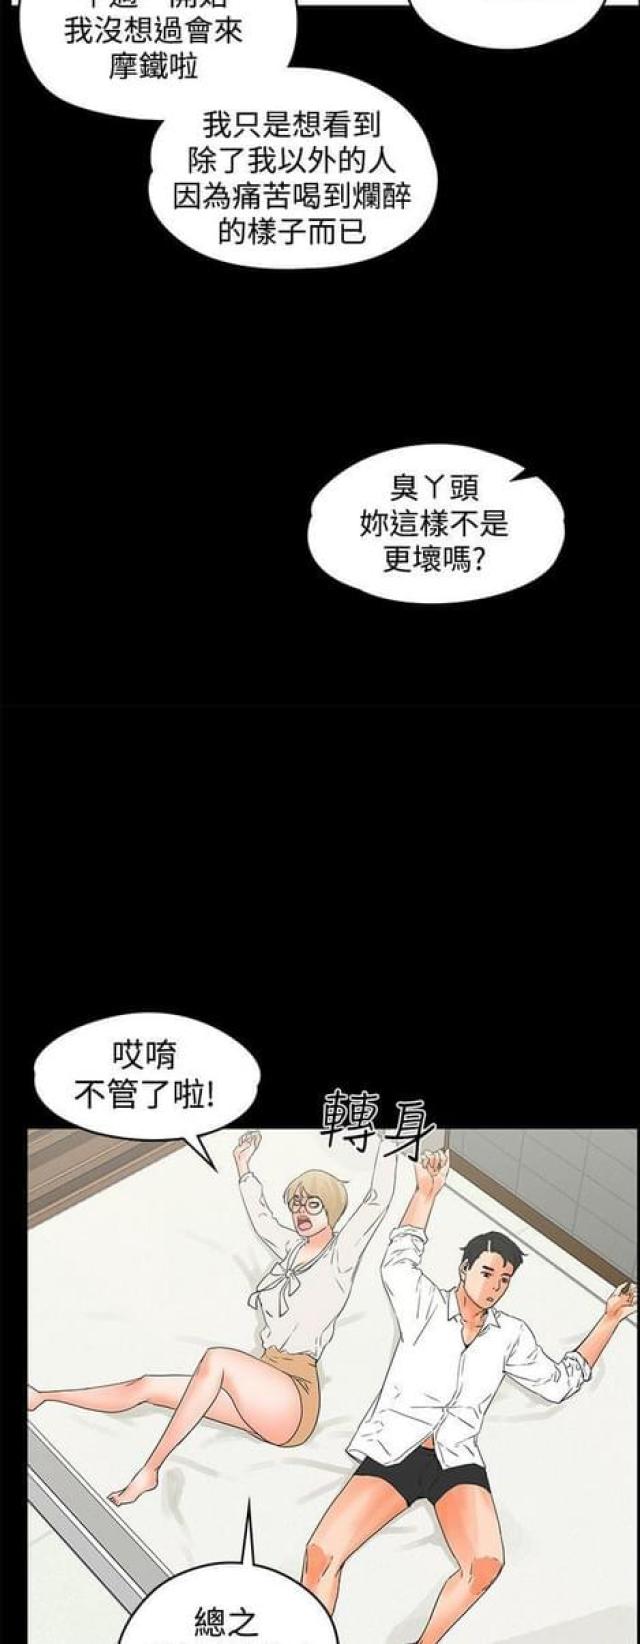 我沒想過會來
摩鐵啦
我只是想看到
除了我以外的人
因為痛苦喝到爛醉
的樣子而已
臭丫頭
妳這樣不是
更壞嗎?
哎唷
不管了啦!
轉身
總之